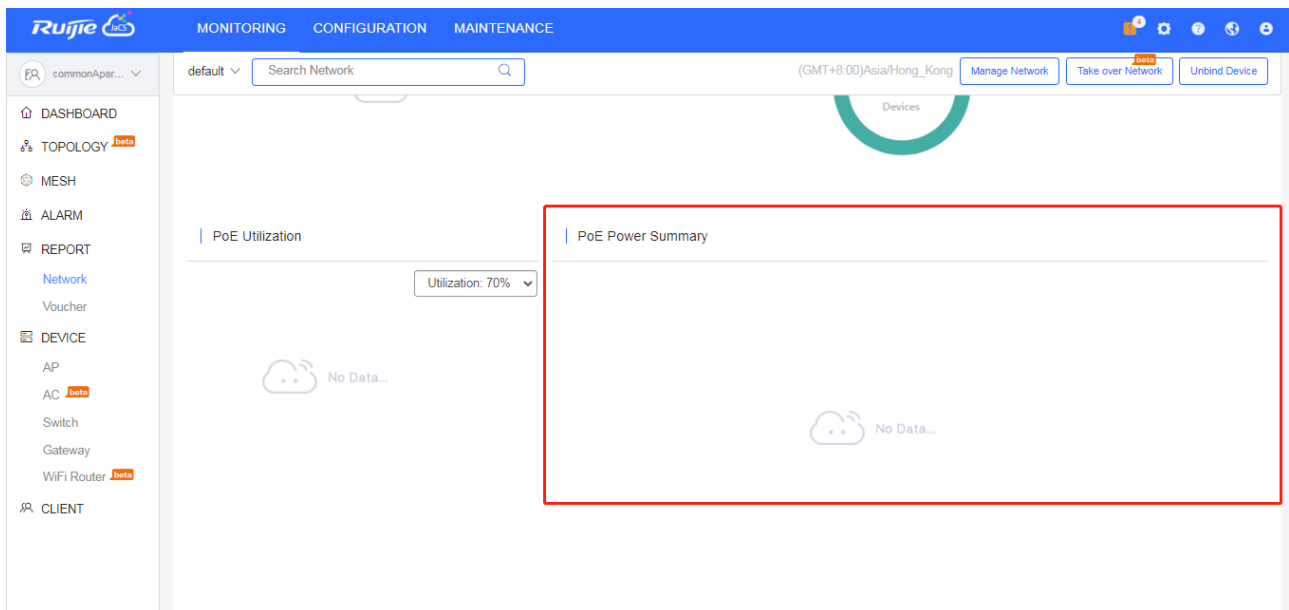 Ruijie JaCS MONITORING CONFIGURATION MAINTENANCE 4
commonApar... default Search Network (GMT+8:00)Asia/Hong_Kong Manage Network Take over Network beta Unbind Device
DASHBOARD
Devices
TOPOLOGY beta
MESH
ALARM
PoE Utilization
PoE Power Summary
REPORT
Network
Utilization: 70%
Voucher
DEVICE
AP
No Data...
AC beta
Switch
No Data...
Gateway
WiFi Router beta
CLIENT